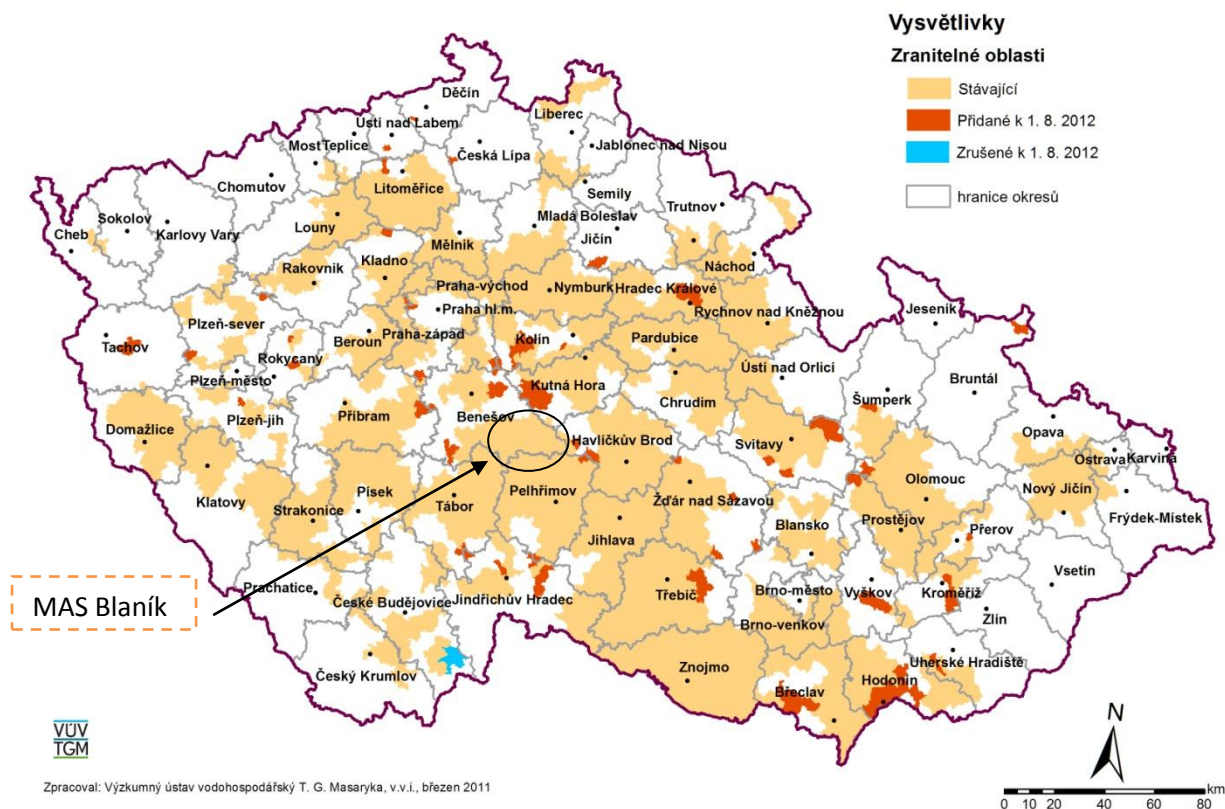 Vysvětlivky
Zranitelné oblasti
Stávající
Přidané k 1. 8. 2012
Zrušené k 1. 8. 2012
hranice okresů
Děčín
Liberec
Ústí nad Labem
Most
Teplice
Česká Lípa
Jablonec nad Nisou
Chomutov
Litoměřice
Semily
Trutnov
Sokolov
Cheb
Karlovy Vary
Louny
Mělník
Mladá Boleslav
Jičín
Rakovník
Kladno
Náchod
Praha-východ
Nymburk
Hradec Králové
Rychnov nad Kněžnou
Jeseník
Praha hl.m.
Plzeň-sever
Praha-západ
Beroun
Kolín
Pardubice
Tachov
Rokycany
Ústí nad Orlicí
Bruntál
Plzeň-město
Kutná Hora
Chrudim
Šumperk
Příbram
Benešov
Plzeň-jih
Domažlice
Havlíčkův Brod
Svitavy
Opava
Ostrava
Karviná
Klatovy
Písek
Strakonice
Tábor
Pelhřimov
Žďár nad Sázavou
Olomouc
Nový Jičín
Frýdek-Místek
Jihlava
Blansko
Prostějov
Přerov
Vsetín
Prachatice
České Budějovice
Jindřichův Hradec
Třebíč
Brno-město
Vyškov
Kroměříž
Zlín
MAS Blaník
Brno-venkov
Český Krumlov
Znojmo
Břeclav
Hodonín
Uherské Hradiště
VÚV
TGM
N
km
0 10 20 40 60 80
Zpracoval: Výzkumný ústav vodohospodářský T. G. Masaryka, v.v.i., březen 2011